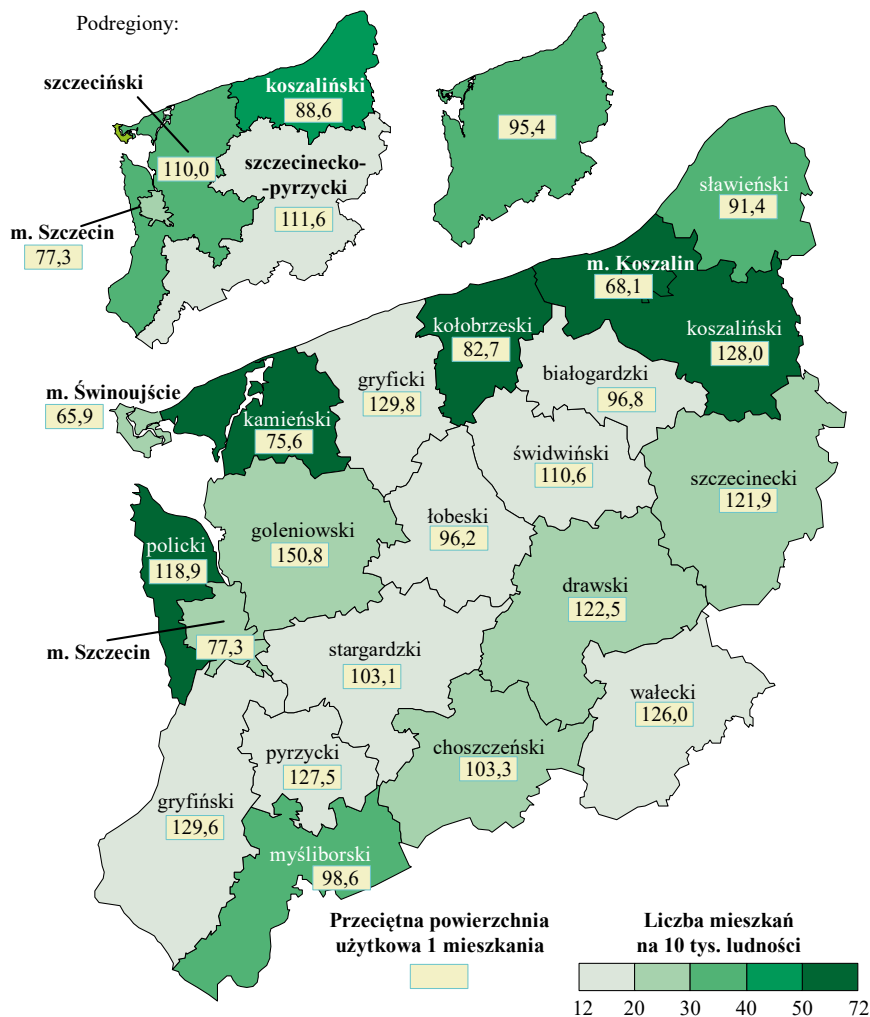 Podregiony:
szczeciński
110,0
koszaliński
88,6
szczecinecko-
-pyrzycki
111,6
m. Szczecin
77,3
95,4
sławieński
91,4
m. Koszalin
68,1
koszaliński
128,0
kołobrzeski
82,7
białogardzki
96,8
gryficki
129,8
m. Świnoujście
65,9
kamieński
75,6
świdwiński
110,6
szczecinecki
121,9
łobeski
96,2
goleniowski
150,8
policki
118,9
drawski
122,5
m. Szczecin
77,3
stargardzki
103,1
wałecki
126,0
choszczeński
103,3
pyrzycki
127,5
gryfiński
129,6
myśliborski
98,6
Przeciętna powierzchnia
użytkowa 1 mieszkania
Liczba mieszkań
na 10 tys. ludności
12 20 30 40 50 72